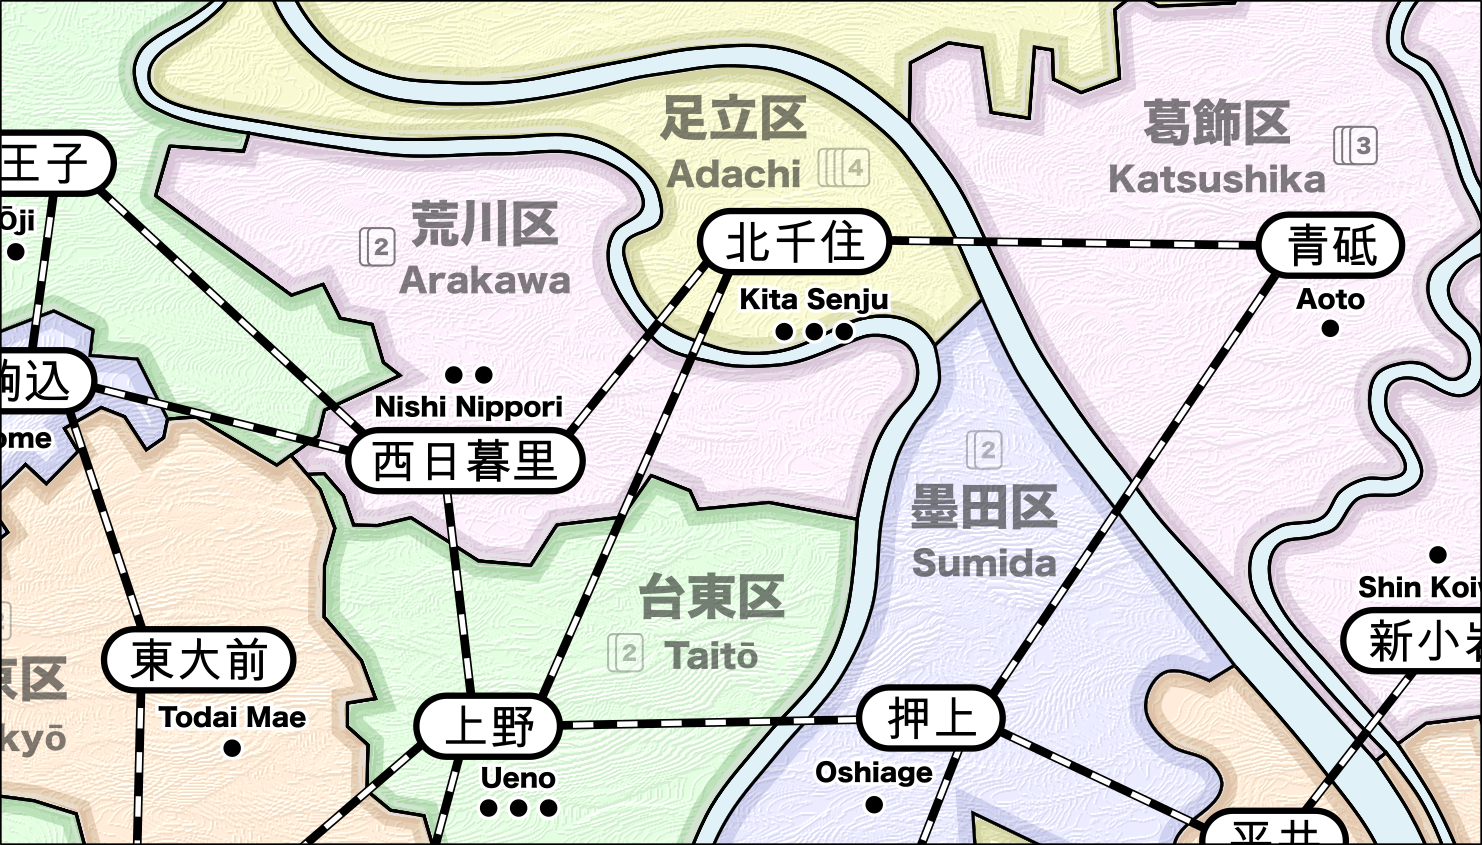 足立区
Adachi
4
葛飾区
Katsushika
3
王子
Ōji
荒川区
2
Arakawa
北千住
Kita Senju
青砥
Aoto
込
Nishi Nippori
西日暮里
2
墨田区
Sumida
台東区
2
Taitō
東大前
Todai Mae
区
kyō
Shin Koi
新小岩
上野
Ueno
押上
Oshiage
平井